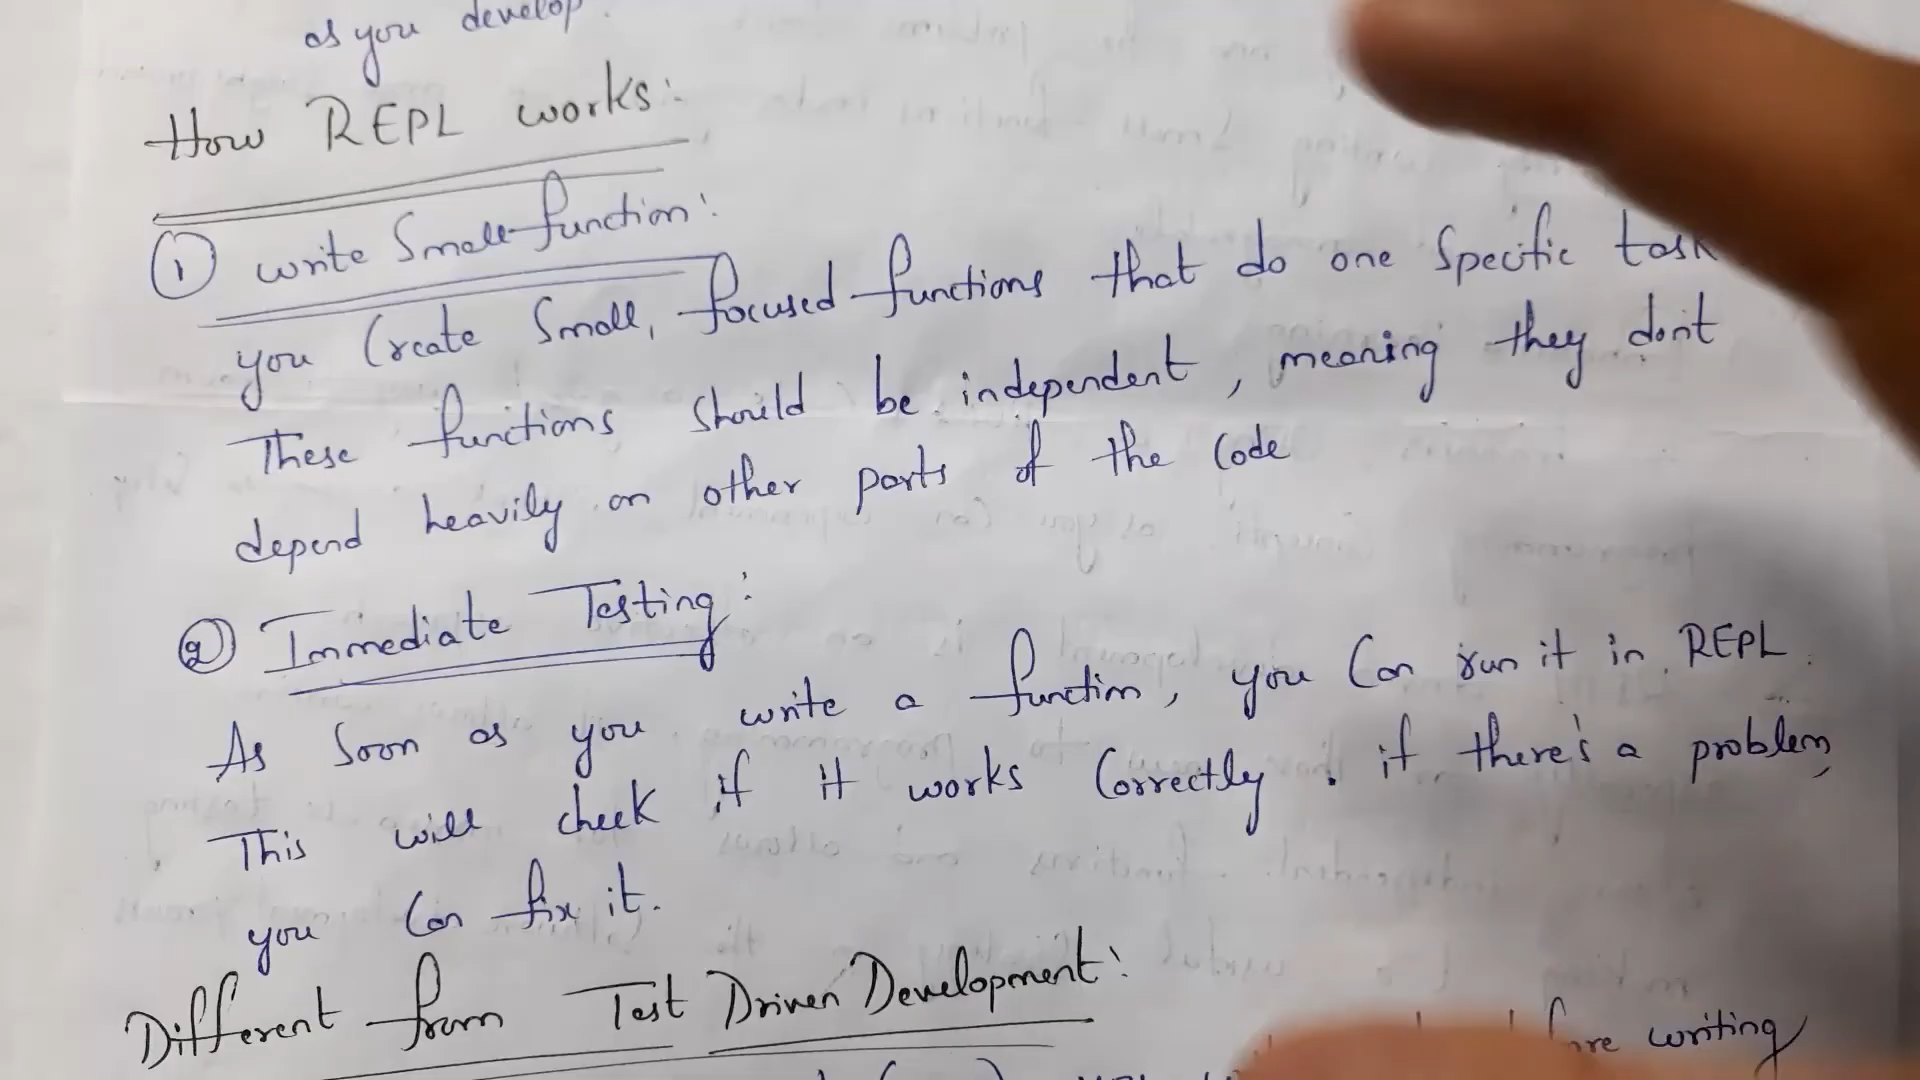 as you develop.
How REPL works:
① write Small function:
you Create Small, focused functions that do one Specific task
These functions should be independent, meaning they don't
depend heavily on other parts of the Code
② Immediate Testing:
As Soon as you write a function, you Can run it in REPL.
This will check if it works Correctly. if there's a problem,
you Can fix it.
Different from Test Driven Development:
writing